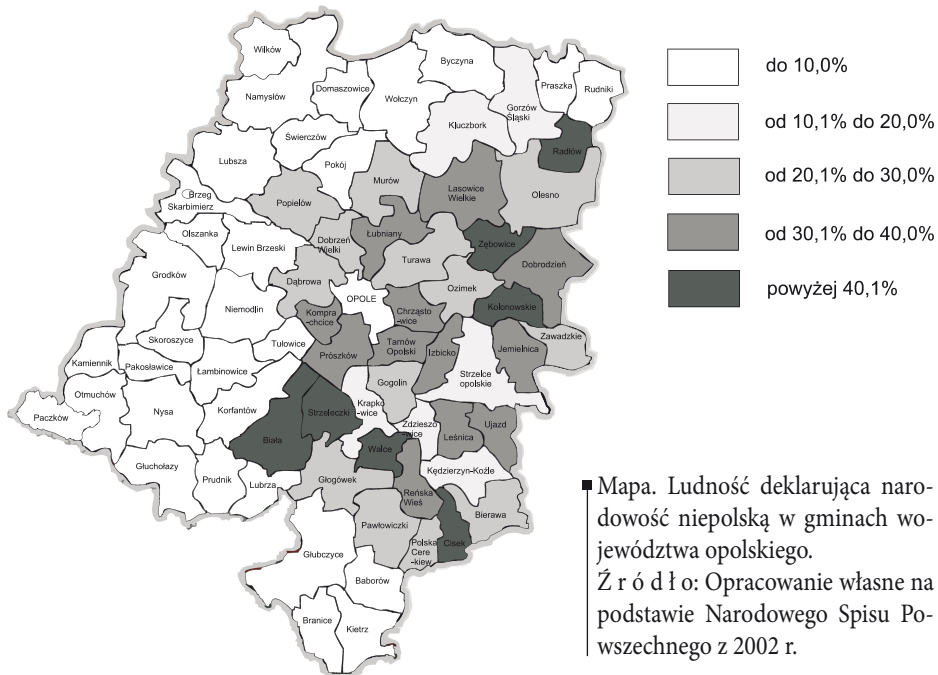 Wilków
Byczyna
Namysłów
Domaszowice
Wołczyn
Praszka
Rudniki
Gorzów
Śląski
Kluczbork
Świerczów
Radłów
Lubsza
Pokój
Murów
Lasowice
Wielkie
Olesno
Brzeg
Skarbimierz
Popielów
Olszanka
Lewin Brzeski
Dobrzeń
Wielki
Łubniany
Zębowice
Turawa
Dobrodzień
Grodków
Dąbrowa
Ozimek
OPOLE
Niemodlin
Kompra
-chcice
Chrząsto
-wice
Kolonowskie
Skoroszyce
Tułowice
Prószków
Tarnów
Opolski
Izbicko
Jemielnica
Zawadzkie
Kamiennik
Pakosławice
Łambinowice
Strzelce
opolskie
Gogolin
Otmuchów
Paczków
Nysa
Korfantów
Strzeleczki
Krapko
-wice
Zdzieszo
-wice
Leśnica
Ujazd
Biała
Walce
Głuchołazy
Prudnik
Lubrza
Głogówek
Kędzierzyn-Koźle
Reńska
Wieś
Bierawa
Pawłowiczki
Polska
Cere
-kiew
Cisek
Głubczyce
Baborów
Branice
Kietrz
do 10,0%
od 10,1% do 20,0%
od 20,1% do 30,0%
od 30,1% do 40,0%
powyżej 40,1%
Mapa. Ludność deklarująca naro-
dowość niepolską w gminach wo-
jewództwa opolskiego.
Ź r ó d ł o: Opracowanie własne na
podstawie Narodowego Spisu Po-
wszechnego z 2002 r.